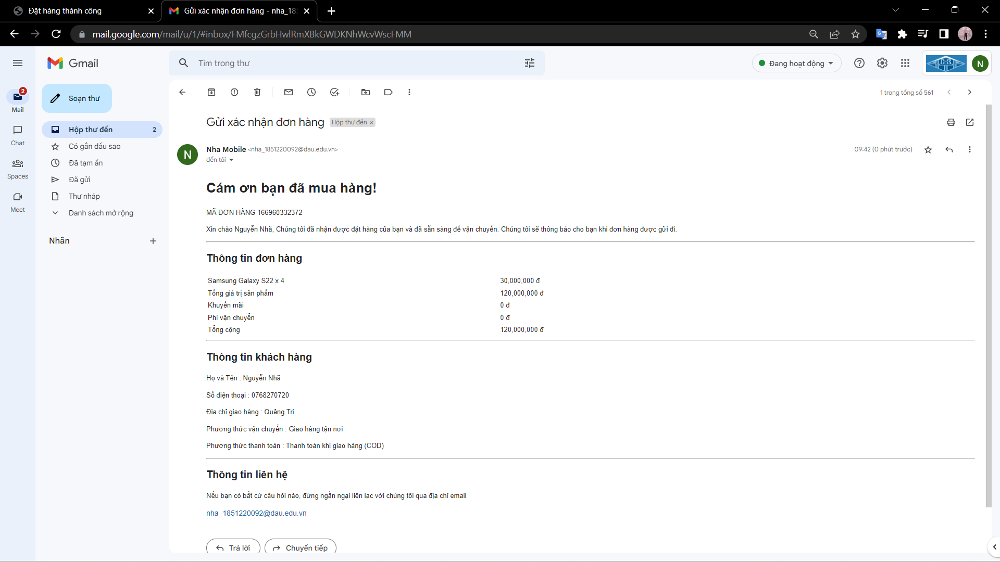 Đặt hàng thành công
Gửi xác nhận đơn hàng - nha_185
mail.google.com/mail/u/1/#inbox/FMfcgzGrbHwlRmXBkGWDKNhWcvWscFMM
Gmail
Tìm trong thư
Đang hoạt động
N
2
Mail
Chat
Spaces
Meet
Soạn thư
Hộp thư đến 2
Có gắn dấu sao
Đã tạm ẩn
Đã gửi
Thư nháp
Danh sách mở rộng
Nhãn
1 trong tổng số 561
Gửi xác nhận đơn hàng Hộp thư đến x
N
Nha Mobile <nha_1851220092@dau.edu.vn>
09:42 (0 phút trước)
đến tôi
Cám ơn bạn đã mua hàng!
MÃ ĐƠN HÀNG 166960332372
Xin chào Nguyễn Nhã, Chúng tôi đã nhận được đặt hàng của bạn và đã sẵn sàng để vận chuyển. Chúng tôi sẽ thông báo cho bạn khi đơn hàng được gửi đi.
Thông tin đơn hàng
Samsung Galaxy S22 x 4 30,000,000 đ
Tổng giá trị sản phẩm 120,000,000 đ
Khuyến mãi 0 đ
Phí vận chuyển 0 đ
Tổng cộng 120,000,000 đ
Thông tin khách hàng
Họ và Tên : Nguyễn Nhã
Số điện thoại : 0768270720
Địa chỉ giao hàng : Quảng Trị
Phương thức vận chuyển : Giao hàng tận nơi
Phương thức thanh toán : Thanh toán khi giao hàng (COD)
Thông tin liên hệ
Nếu bạn có bất cứ câu hỏi nào, đừng ngần ngại liên lạc với chúng tôi qua địa chỉ email
nha_1851220092@dau.edu.vn
Trả lời
Chuyển tiếp